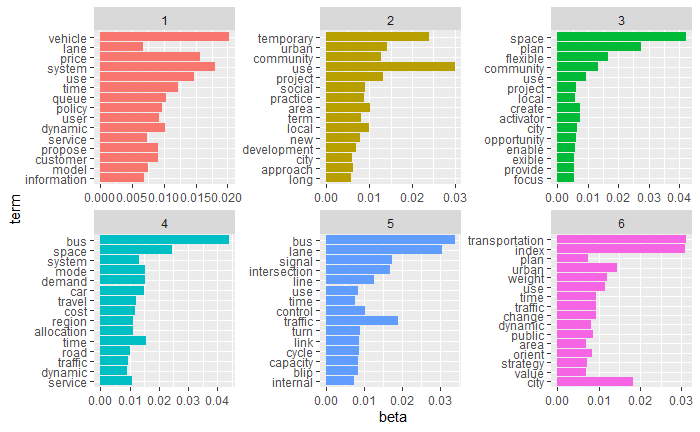 1
vehicle
lane
price
system
use
time
queue
policy
user
dynamic
service
propose
customer
model
information
0.000 0.005 0.010 0.015 0.020
2
temporary
urban
community
use
project
social
practice
area
term
local
new
development
city
approach
long
0.00 0.01 0.02 0.03
3
space
plan
flexible
community
use
project
local
create
activator
city
opportunity
enable
exible
provide
focus
0.00 0.01 0.02 0.03 0.04
term
4
bus
space
system
mode
demand
car
travel
cost
region
allocation
time
road
traffic
dynamic
service
0.00 0.01 0.02 0.03 0.04
5
bus
lane
signal
intersection
line
use
time
control
traffic
turn
link
cycle
capacity
blip
internal
0.00 0.01 0.02 0.03
6
transportation
index
plan
urban
weight
use
time
traffic
change
dynamic
public
area
orient
strategy
value
city
0.00 0.01 0.02 0.03
beta